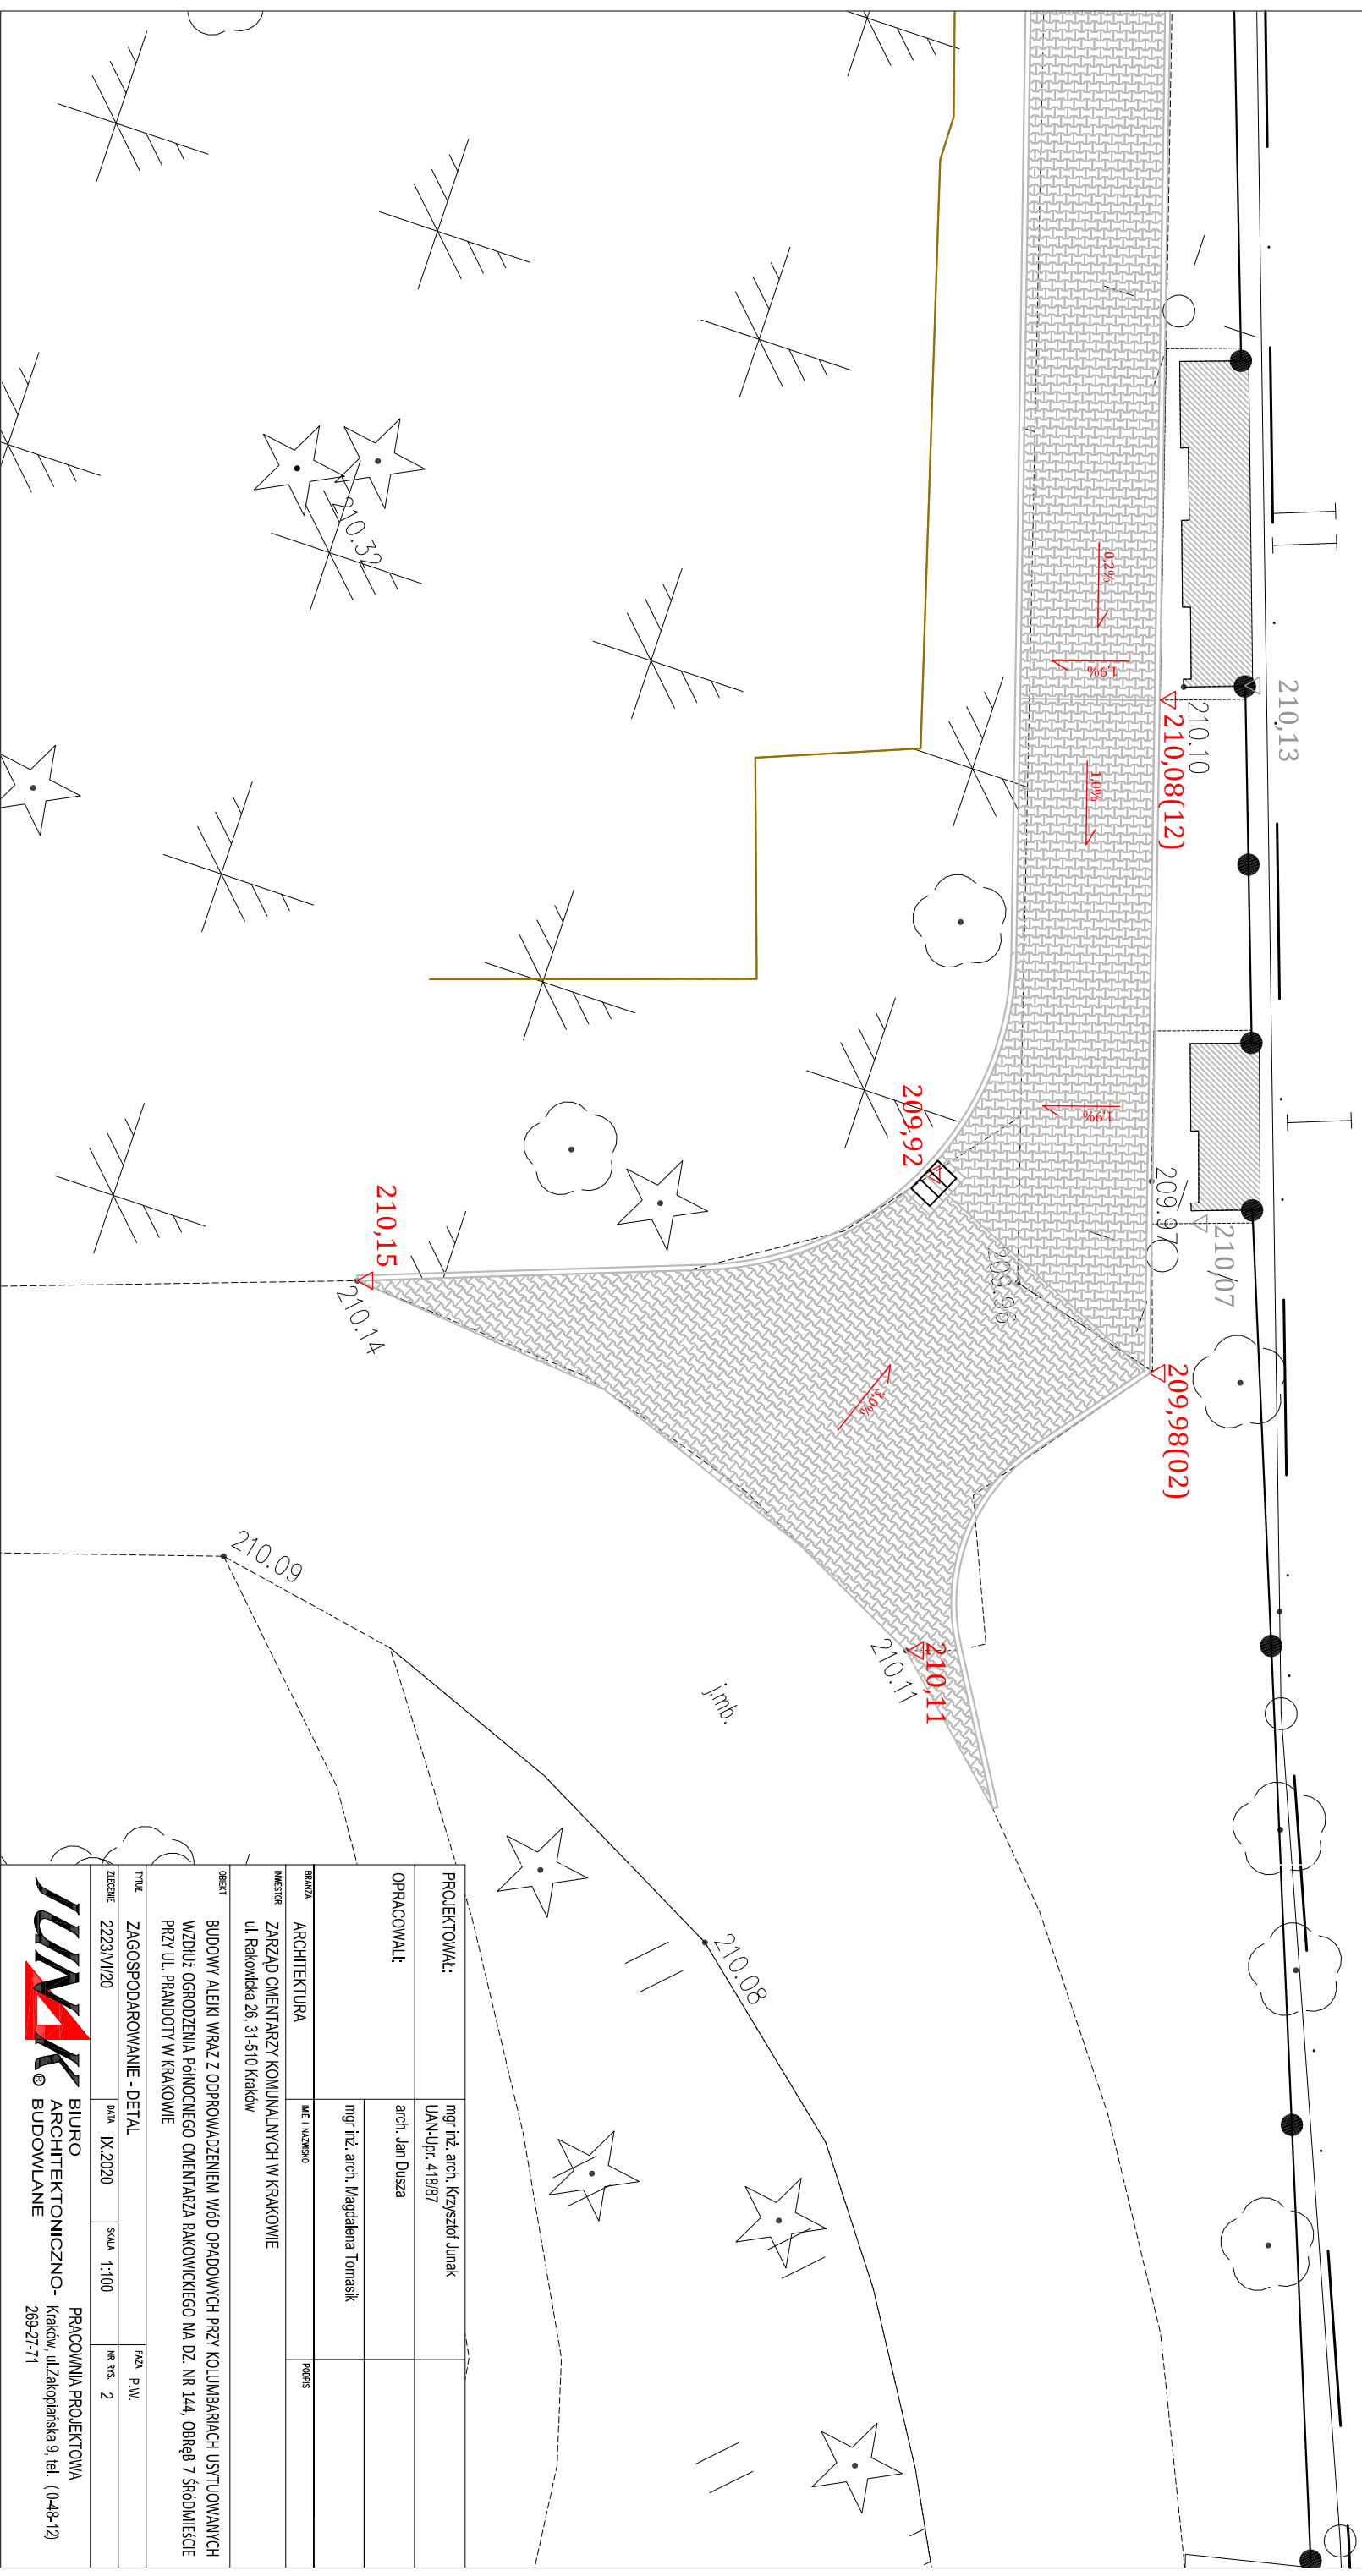 210,13
210.10
210,08(12)
0,2%
1,9%
1,0%
210.32
210/07
209.97
209,98(02)
1,9%
209,92
209.96
210,15
210.14
3,0%
210,11
210.11
210.09
j.mb.
210.08
PROJEKTOWAŁ:
mgr inż. arch. Krzysztof Junak
UAN-Upr. 418/87
OPRACOWALI:
arch. Jan Dusza
mgr inż. arch. Magdalena Tomasik
BRANŻA ARCHITEKTURA IMIĘ I NAZWISKO PODPIS
INWESTOR ZARZĄD CMENTARZY KOMUNALNYCH W KRAKOWIE
ul. Rakowicka 26, 31-510 Kraków
OBIEKT BUDOWY ALEJKI WRAZ Z ODPROWADZENIEM WóD OPADOWYCH PRZY KOLUMBARIACH USYTUOWANYCH
WZDŁUż OGRODZENIA PółNOCNEGO CMENTARZA RAKOWICKIEGO NA DZ. NR 144, OBRęB 7 ŚRóDMIEśCIE
PRZY UL. PRANDOTY W KRAKOWIE
TYTUŁ ZAGOSPODAROWANIE - DETAL FAZA P.W.
ZLECENIE 2223/VI/20 DATA IX.2020 SKALA 1:100 NR RYS. 2
JUNAK® BIURO
ARCHITEKTONICZNO-
BUDOWLANE
PRACOWNIA PROJEKTOWA
Kraków, ul.Zakopiańska 9, tel. (0-48-12)
269-27-71